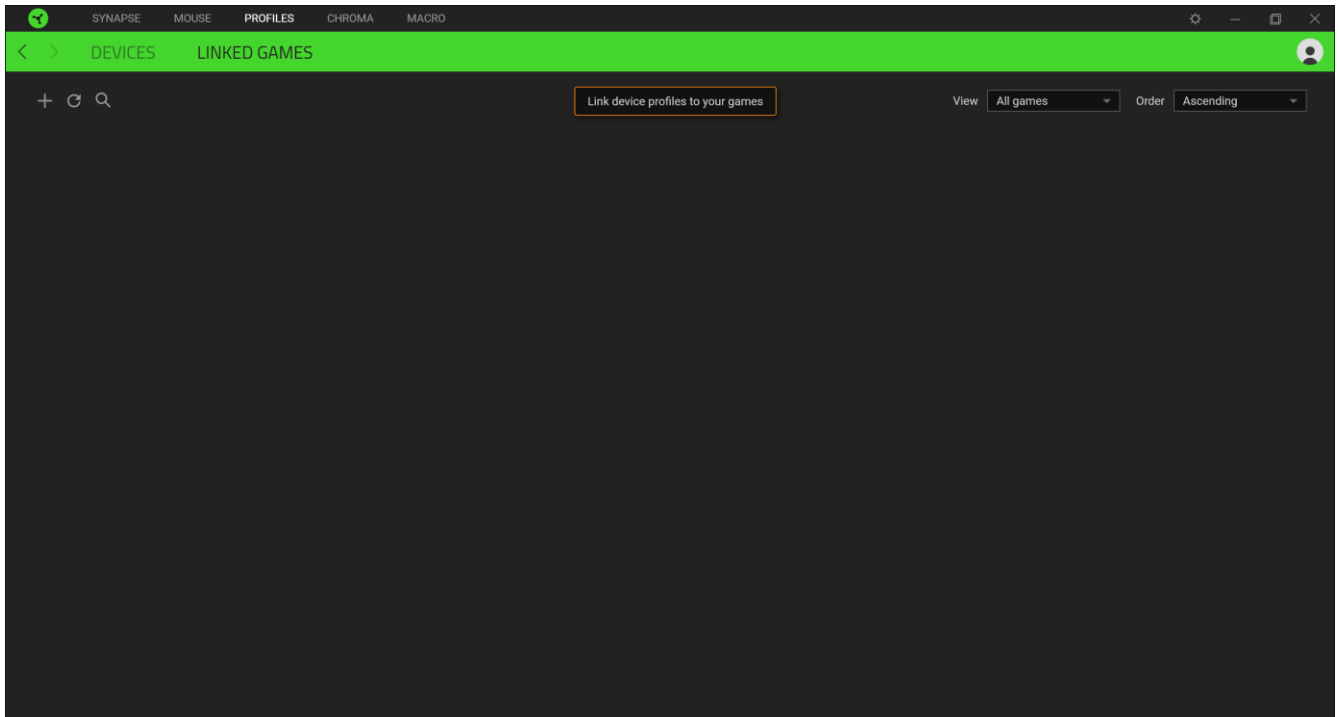 SYNAPSE MOUSE PROFILES CHROMA MACRO
DEVICES LINKED GAMES
Link device profiles to your games View All games Order Ascending